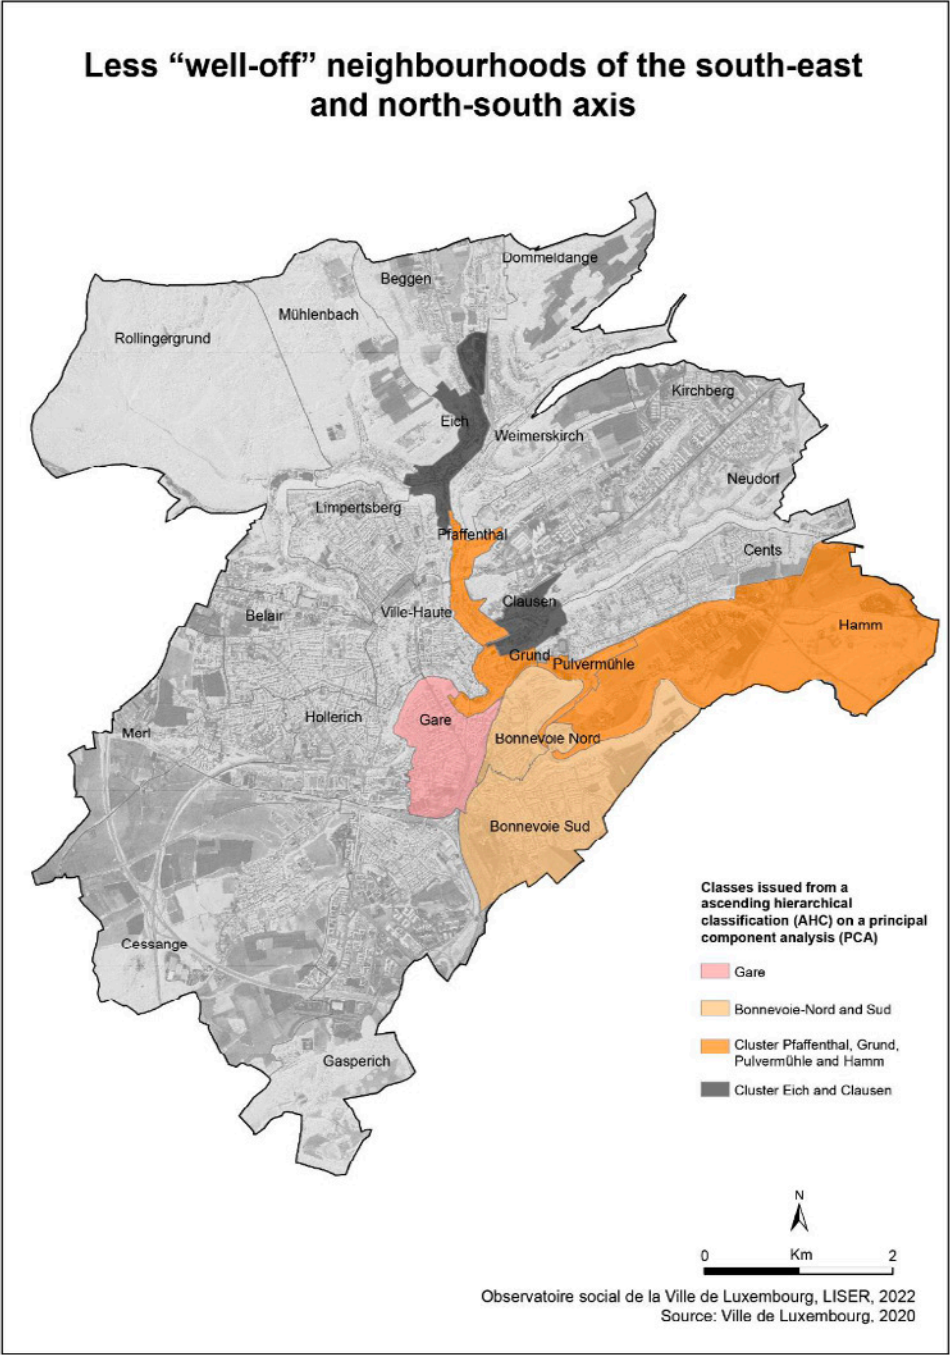 Less “well-off” neighbourhoods of the south-east
and north-south axis
Dommeldange
Beggen
Mühlenbach
Rollingergrund
Kirchberg
Eich
Weimerskirch
Neudorf
Limpertsberg
Pfaffenthal
Cents
Clausen
Ville-Haute
Belair
Hamm
Grund
Pulvermühle
Hollerich
Gare
Merl
Bonnevoie Nord
Bonnevoie Sud
Cessange
Gasperich
Classes issued from a
ascending hierarchical
classification (AHC) on a principal
component analysis (PCA)
Gare
Bonnevoie-Nord and Sud
Cluster Pfaffenthal, Grund,
Pulvermühle and Hamm
Cluster Eich and Clausen
N
0 Km 2
Observatoire social de la Ville de Luxembourg, LISER, 2022
Source: Ville de Luxembourg, 2020